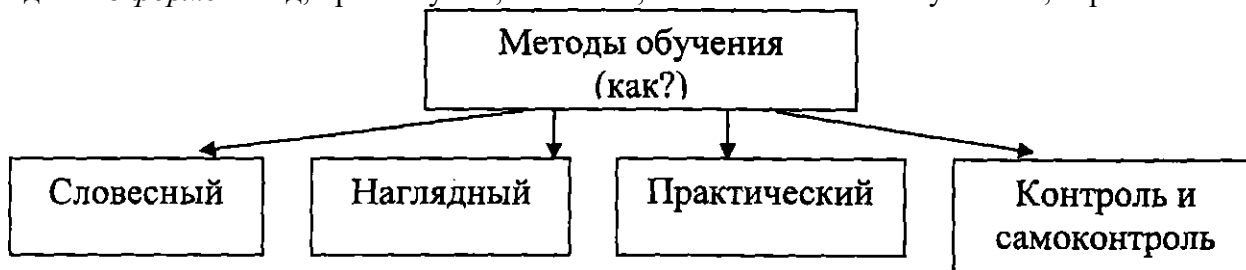 Методы обучения
(как?)
Словесный
Наглядный
Практический
Контроль и
самоконтроль